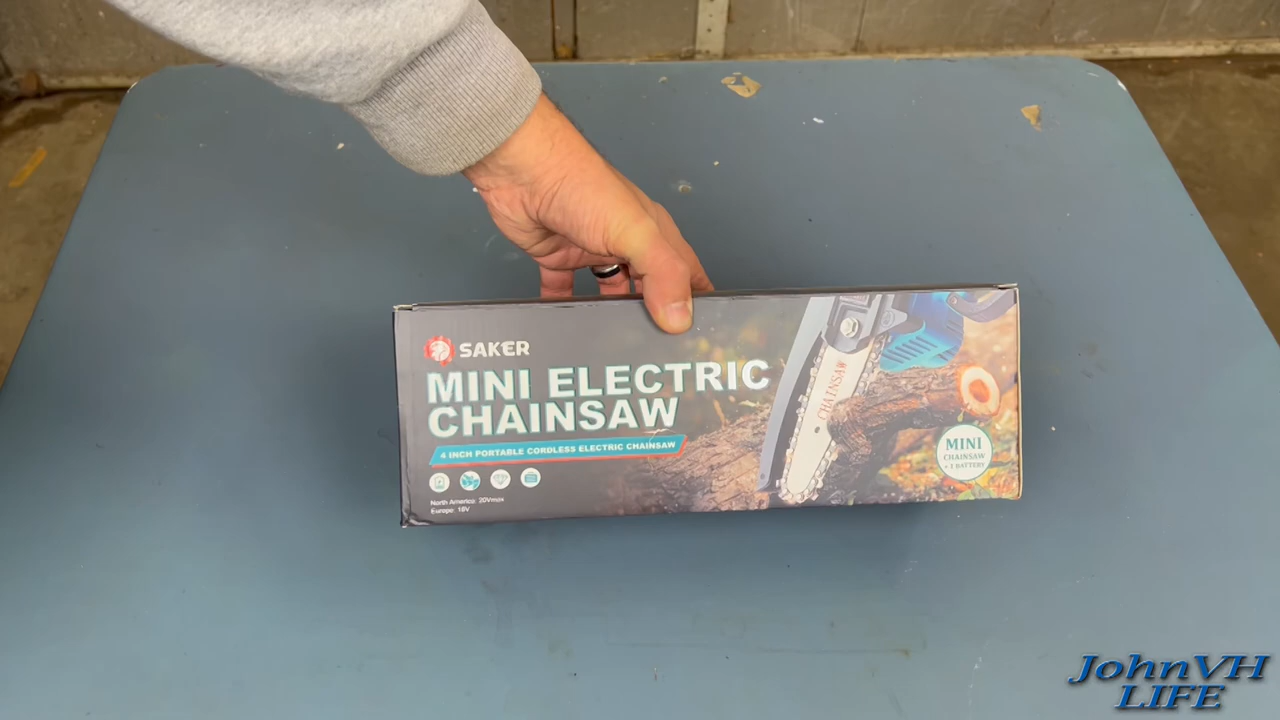 SAKER
MINI ELECTRIC
CHAINSAW
4 INCH PORTABLE CORDLESS ELECTRIC CHAINSAW
North America: 20Vmax
Europe: 18V
CHAINSAW
MINI
CHAINSAW
+ 1 BATTERY
JohnVH
LIFE